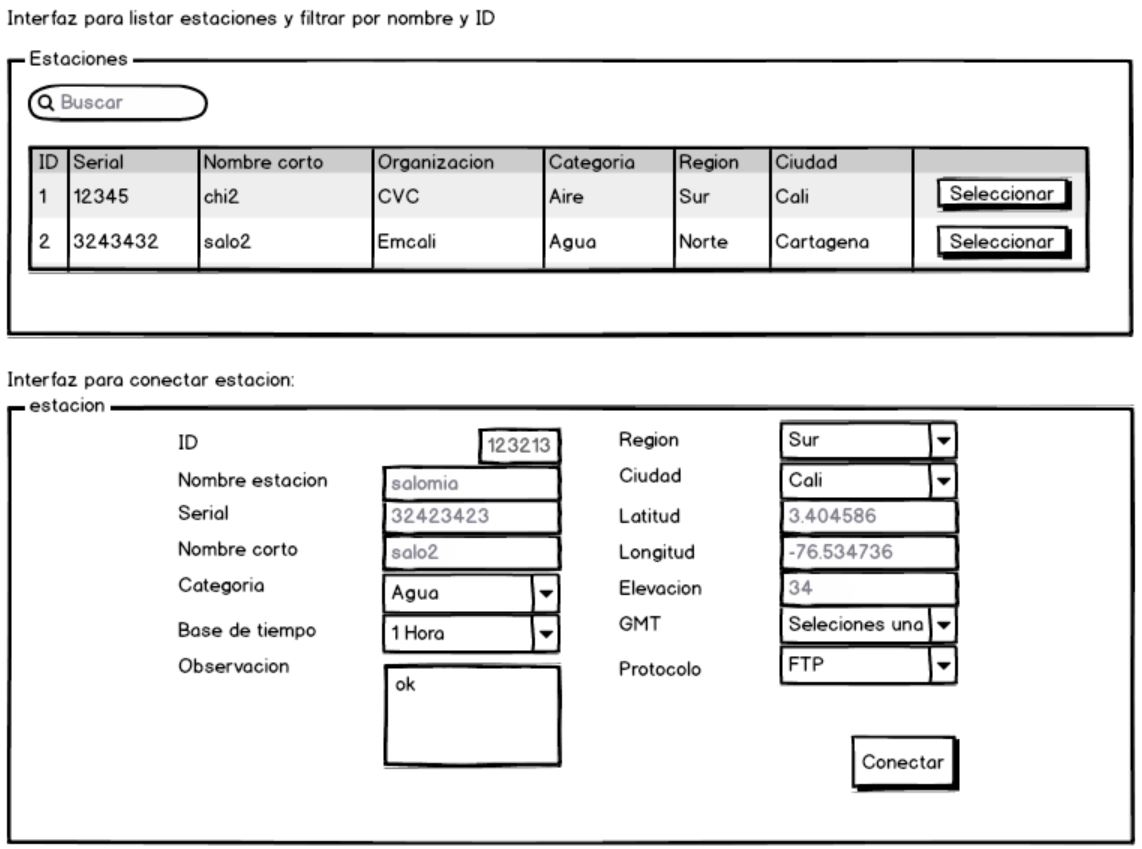 Interfaz para listar estaciones y filtrar por nombre y ID
Estaciones
Buscar
ID Serial Nombre corto Organizacion Categoria Region Ciudad
1 12345 chi2 CVC Aire Sur Cali Seleccionar
2 3243432 salo2 Emcali Agua Norte Cartagena Seleccionar
Interfaz para conectar estacion:
estacion
ID 123213
Nombre estacion salomia
Serial 32423423
Nombre corto salo2
Categoria Agua
Base de tiempo 1 Hora
Observacion
ok
Region Sur
Ciudad Cali
Latitud 3.404586
Longitud -76.534736
Elevacion 34
GMT Seleciones una
Protocolo FTP
Conectar